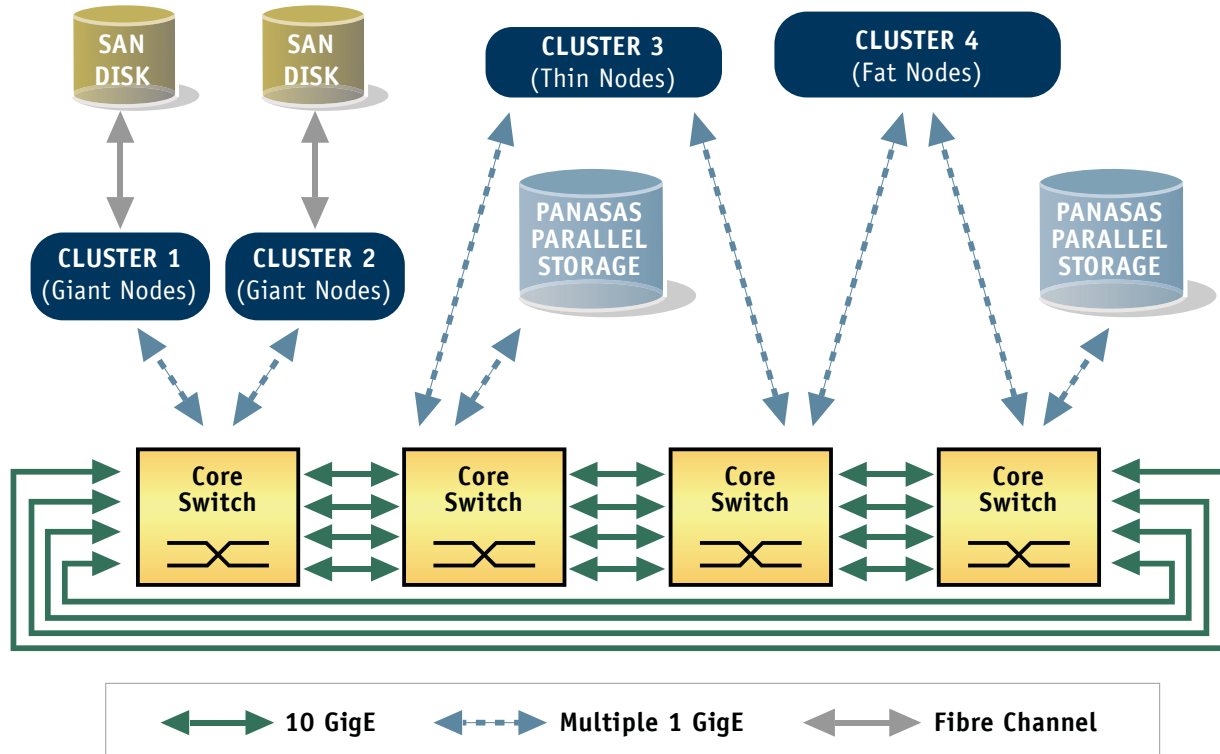 SAN
DISK
SAN
DISK
CLUSTER 3
(Thin Nodes)
CLUSTER 4
(Fat Nodes)
PANASAS
PARALLEL
STORAGE
PANASAS
PARALLEL
STORAGE
CLUSTER 1
(Giant Nodes)
CLUSTER 2
(Giant Nodes)
Core
Switch
Core
Switch
Core
Switch
Core
Switch
10 GigE
Multiple 1 GigE
Fibre Channel